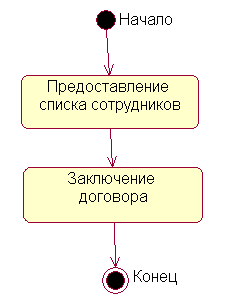 Начало
Предоставление
списка сотрудников
Заключение
договора
Конец